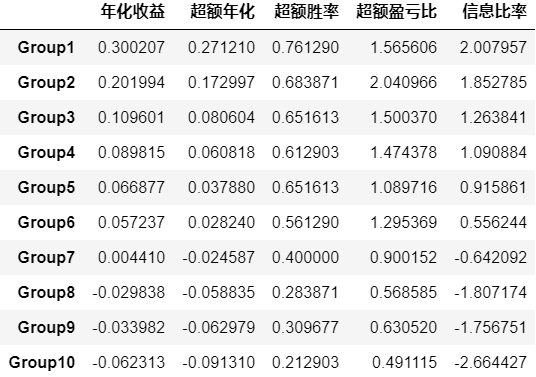 年化收益 超额年化 超额胜率 超额盈亏比 信息比率
Group1 0.300207 0.271210 0.761290 1.565606 2.007957
Group2 0.201994 0.172997 0.683871 2.040966 1.852785
Group3 0.109601 0.080604 0.651613 1.500370 1.263841
Group4 0.089815 0.060818 0.612903 1.474378 1.090884
Group5 0.066877 0.037880 0.651613 1.089716 0.915861
Group6 0.057237 0.028240 0.561290 1.295369 0.556244
Group7 0.004410 -0.024587 0.400000 0.900152 -0.642092
Group8 -0.029838 -0.058835 0.283871 0.568585 -1.807174
Group9 -0.033982 -0.062979 0.309677 0.630520 -1.756751
Group10 -0.062313 -0.091310 0.212903 0.491115 -2.664427